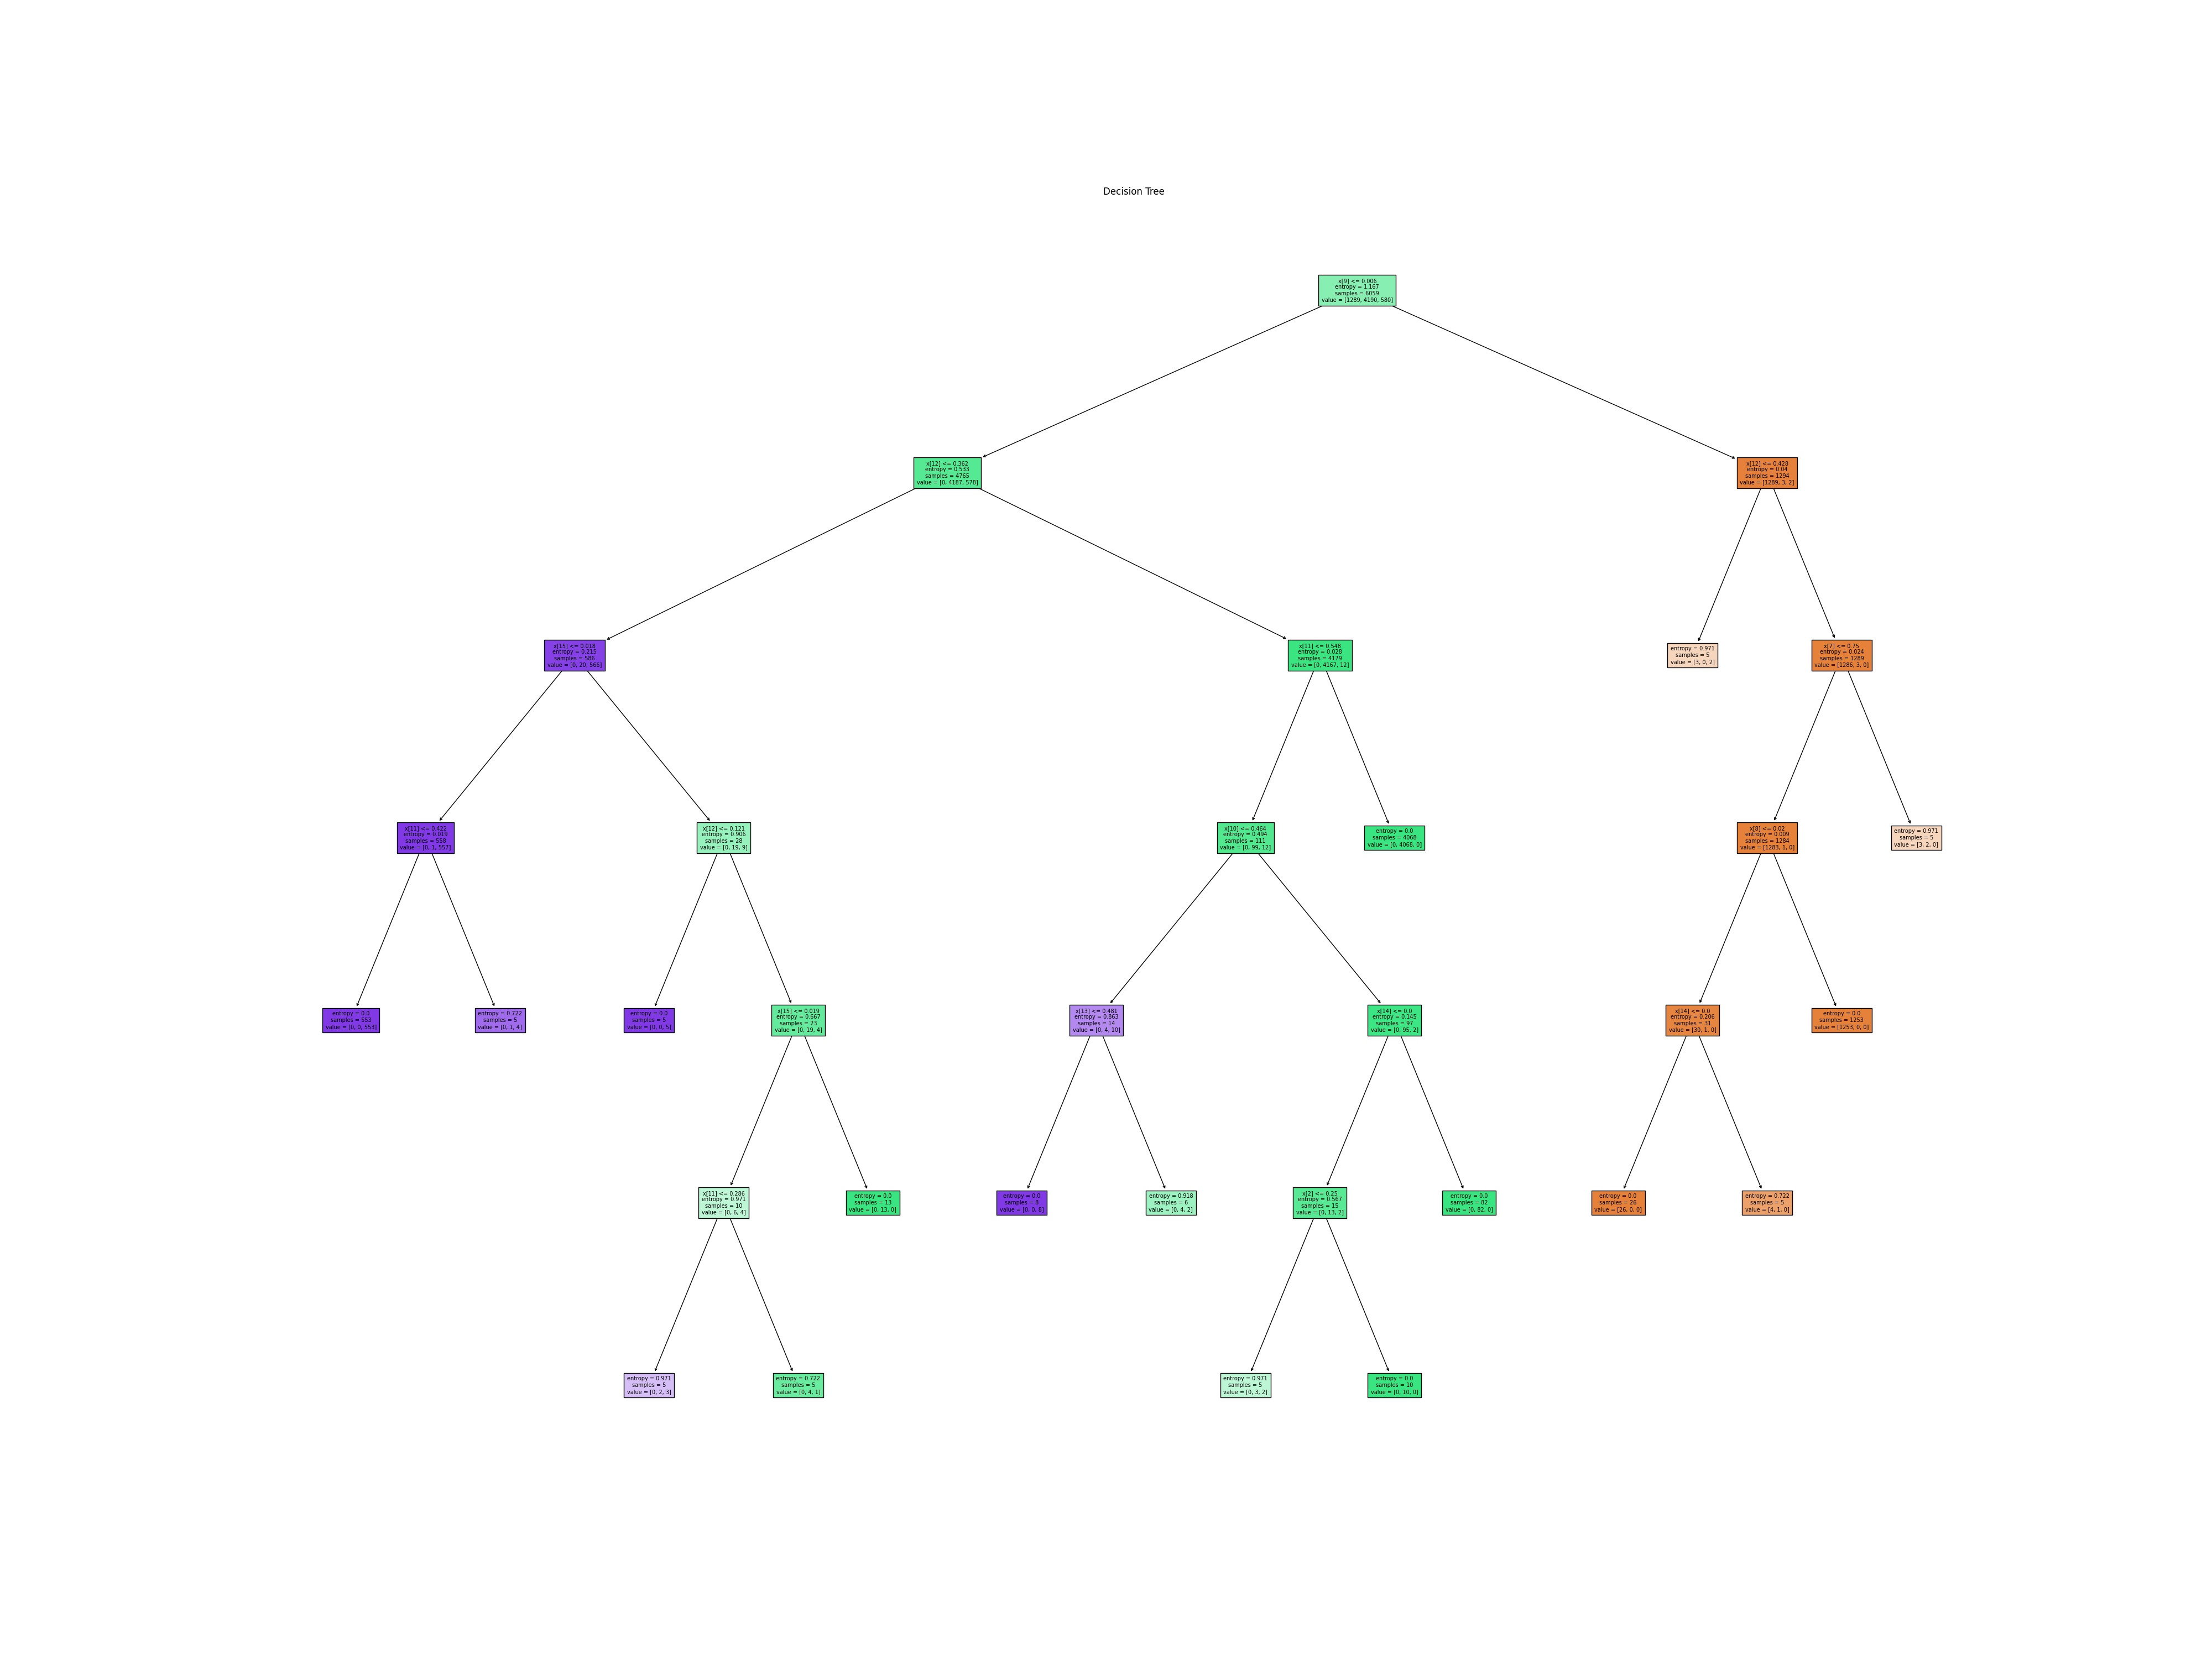 Decision Tree
x[9] <= 0.006
entropy = 1.167
samples = 6059
value = [1289, 4190, 580]
x[12] <= 0.362
entropy = 0.533
samples = 4765
value = [0, 4187, 578]
x[12] <= 0.428
entropy = 0.04
samples = 1294
value = [1289, 3, 2]
x[15] <= 0.018
entropy = 0.215
samples = 586
value = [0, 20, 566]
x[11] <= 0.548
entropy = 0.028
samples = 4179
value = [0, 4167, 12]
entropy = 0.971
samples = 5
value = [3, 0, 2]
x[7] <= 0.75
entropy = 0.024
samples = 1289
value = [1286, 3, 0]
x[11] <= 0.422
entropy = 0.019
samples = 558
value = [0, 1, 557]
x[12] <= 0.121
entropy = 0.906
samples = 28
value = [0, 19, 9]
x[10] <= 0.464
entropy = 0.494
samples = 111
value = [0, 99, 12]
entropy = 0.0
samples = 4068
value = [0, 4068, 0]
x[8] <= 0.02
entropy = 0.009
samples = 1284
value = [1283, 1, 0]
entropy = 0.971
samples = 5
value = [3, 2, 0]
entropy = 0.0
samples = 553
value = [0, 0, 553]
entropy = 0.722
samples = 5
value = [0, 1, 4]
entropy = 0.0
samples = 5
value = [0, 0, 5]
x[15] <= 0.019
entropy = 0.667
samples = 23
value = [0, 19, 4]
x[13] <= 0.481
entropy = 0.863
samples = 14
value = [0, 4, 10]
x[14] <= 0.0
entropy = 0.145
samples = 97
value = [0, 95, 2]
x[14] <= 0.0
entropy = 0.206
samples = 31
value = [30, 1, 0]
entropy = 0.0
samples = 1253
value = [1253, 0, 0]
x[11] <= 0.286
entropy = 0.971
samples = 10
value = [0, 6, 4]
entropy = 0.0
samples = 13
value = [0, 13, 0]
entropy = 0.0
samples = 8
value = [0, 0, 8]
entropy = 0.918
samples = 6
value = [0, 4, 2]
x[2] <= 0.25
entropy = 0.567
samples = 15
value = [0, 13, 2]
entropy = 0.0
samples = 82
value = [0, 82, 0]
entropy = 0.0
samples = 26
value = [26, 0, 0]
entropy = 0.722
samples = 5
value = [4, 1, 0]
entropy = 0.971
samples = 5
value = [0, 2, 3]
entropy = 0.722
samples = 5
value = [0, 4, 1]
entropy = 0.971
samples = 5
value = [0, 3, 2]
entropy = 0.0
samples = 10
value = [0, 10, 0]